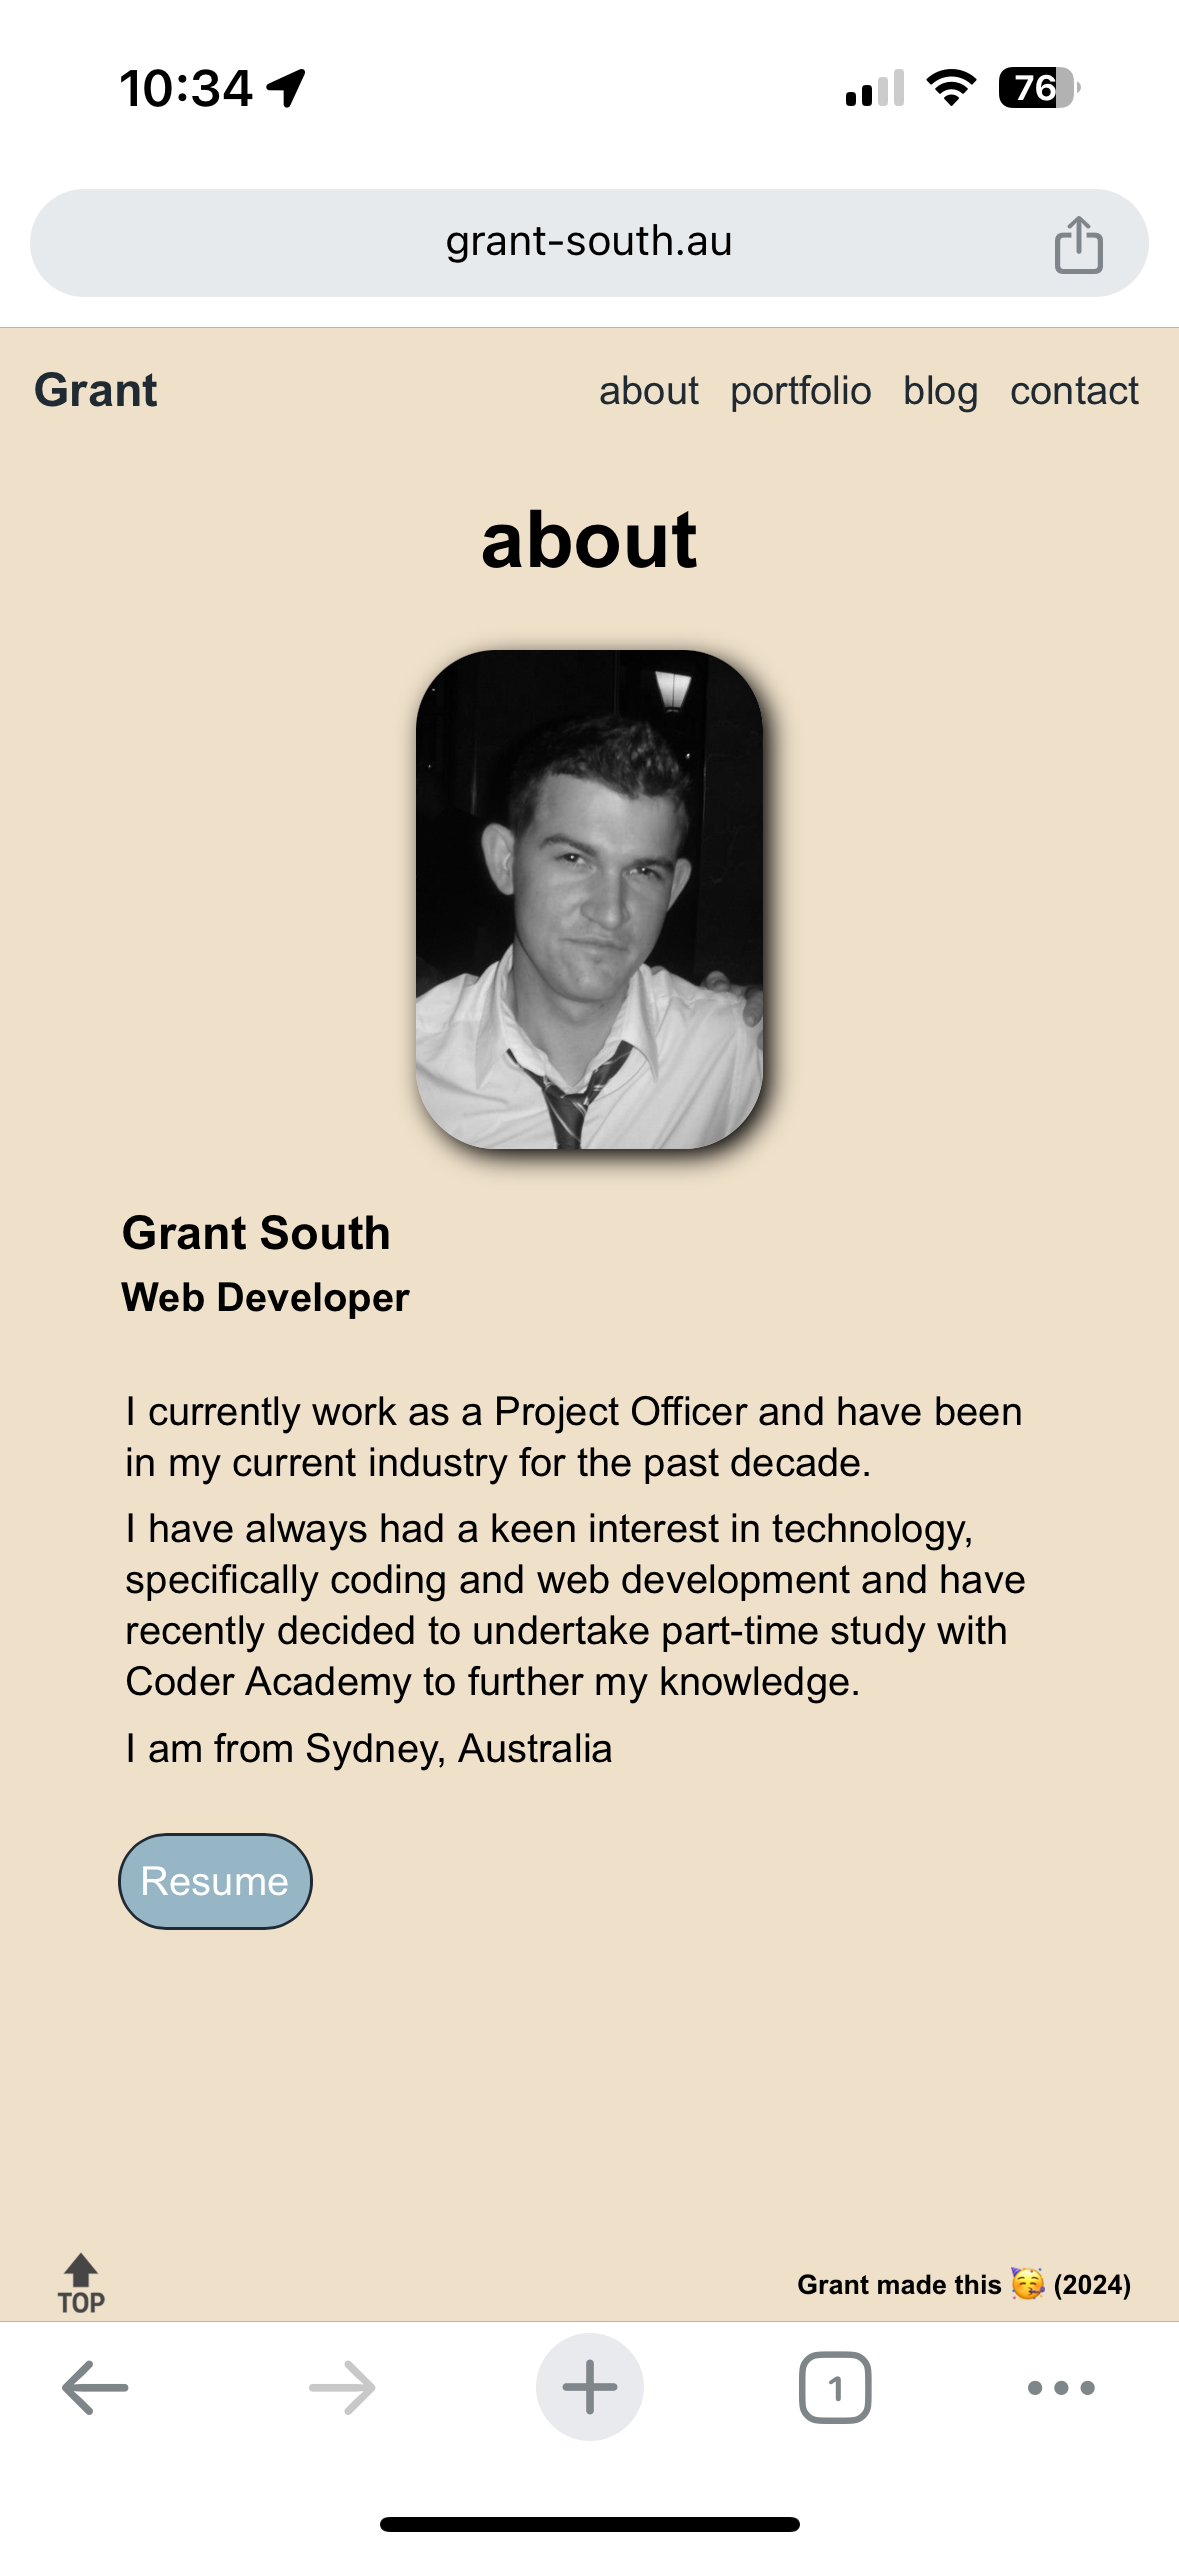 10:34
76
grant-south.au
Grant about portfolio blog contact
about
Grant South
Web Developer
I currently work as a Project Officer and have been
in my current industry for the past decade.
I have always had a keen interest in technology,
specifically coding and web development and have
recently decided to undertake part-time study with
Coder Academy to further my knowledge.
I am from Sydney, Australia
Resume
TOP
Grant made this 🥳 (2024)
1